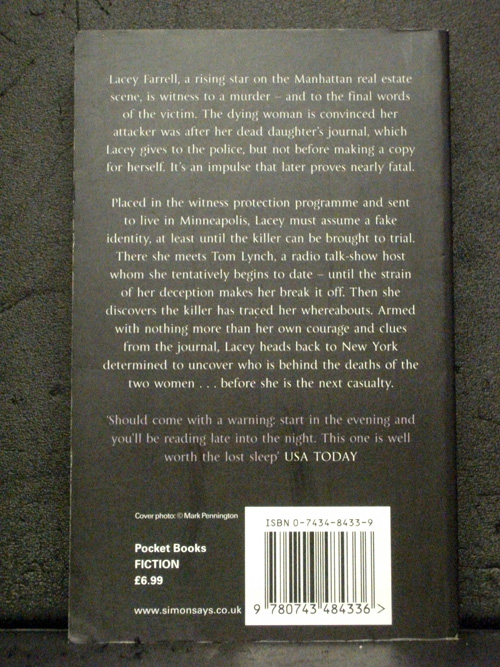 Lacey Farrell, a rising star on the Manhattan real estate
scene, is witness to a murder – and to the final words
of the victim. The dying woman is convinced her
attacker was after her dead daughter's journal, which
Lacey gives to the police, but not before making a copy
for herself. It's an impulse that later proves nearly fatal.
Placed in the witness protection programme and sent
to live in Minneapolis, Lacey must assume a fake
identity, at least until the killer can be brought to trial.
There she meets Tom Lynch, a radio talk-show host
whom she tentatively begins to date – until the strain
of her deception makes her break it off. Then she
discovers the killer has traced her whereabouts. Armed
with nothing more than her own courage and clues
from the journal, Lacey heads back to New York
determined to uncover who is behind the deaths of the
two women . . . before she is the next casualty.
'Should come with a warning: start in the evening and
you'll be reading late into the night. This one is well
worth the lost sleep' USA TODAY
Cover photo: © Mark Pennington
Pocket Books
FICTION
£6.99
www.simonsays.co.uk
ISBN 0-7434-8433-9
9 780743 484336 >